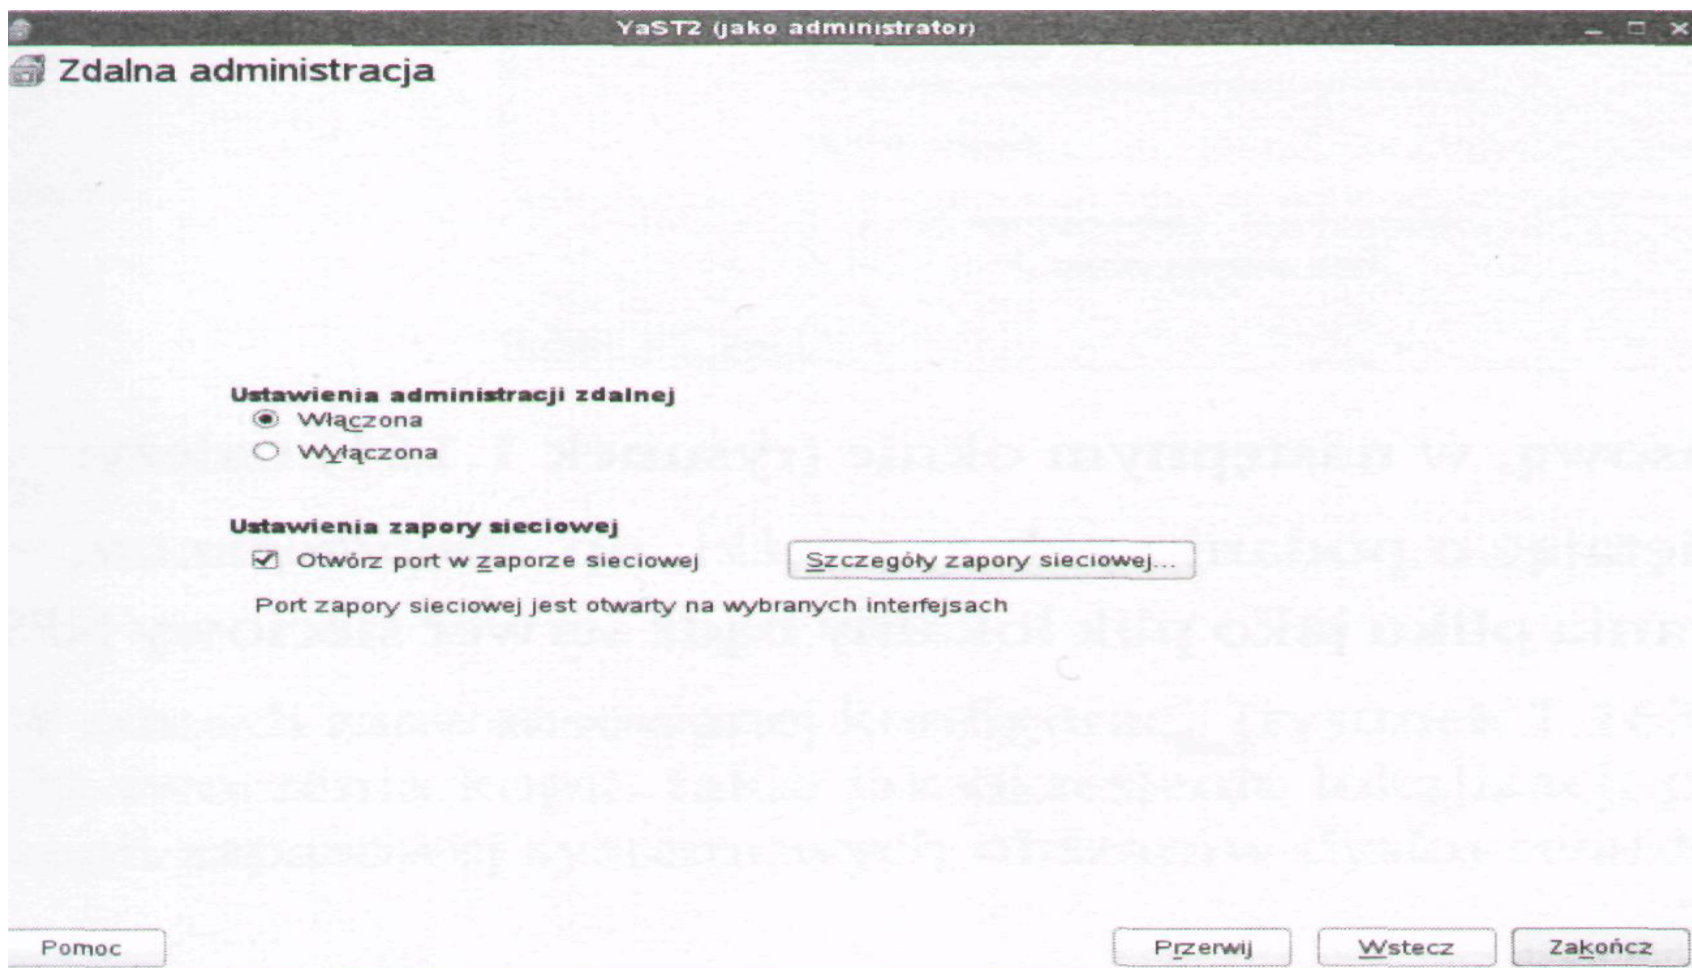 YaST2 (jako administrator)
Zdalna administracja
Ustawienia administracji zdalnej
Włączona
Wyłączona
Ustawienia zapory sieciowej
Otwórz port w zaporze sieciowej
Szczegóły zapory sieciowej...
Port zapory sieciowej jest otwarty na wybranych interfejsach
Pomoc
Przerwij
Wstecz
Zakończ